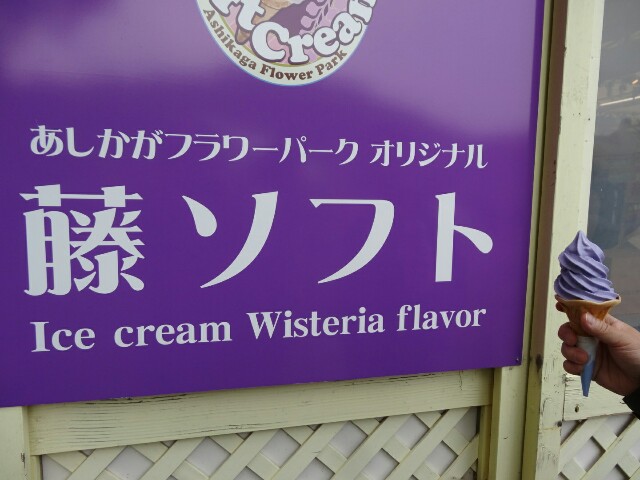 Cream
Ashikaga Flower Park
あしかがフラワーパーク オリジナル
藤ソフト
Ice cream Wisteria flavor